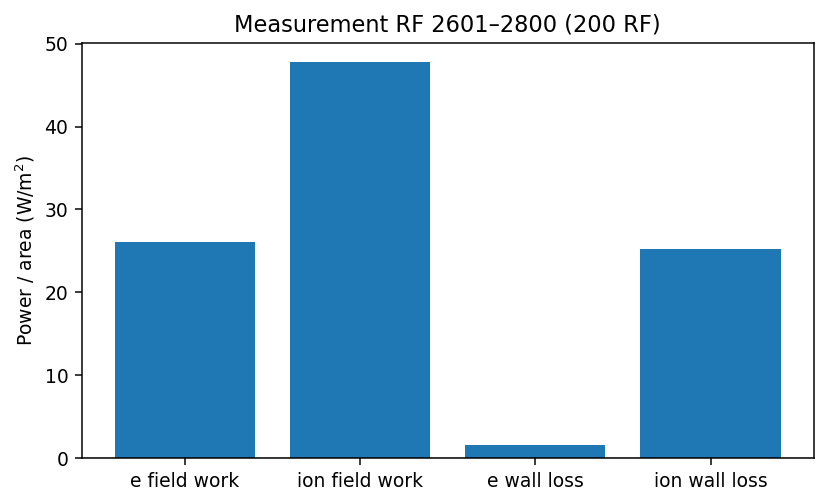 Measurement RF 2601–2800 (200 RF)
Power / area (W/m²)
50
40
30
20
10
0
e field work
ion field work
e wall loss
ion wall loss